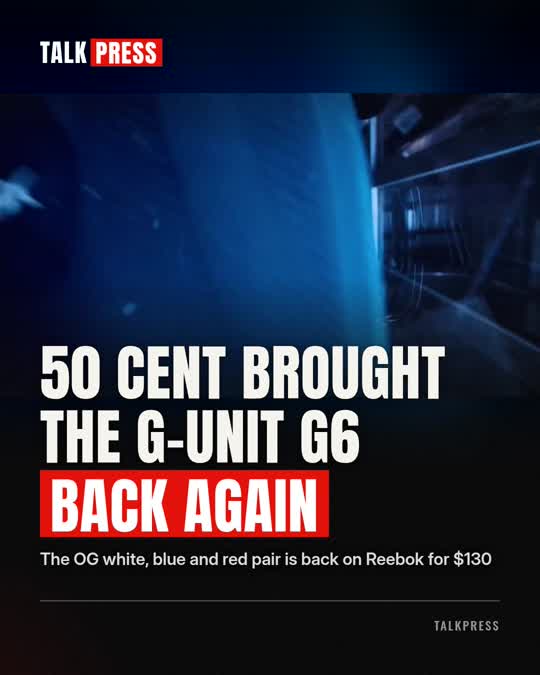 TALK PRESS
50 CENT BROUGHT
THE G-UNIT G6
BACK AGAIN
The OG white, blue and red pair is back on Reebok for $130
TALKPRESS